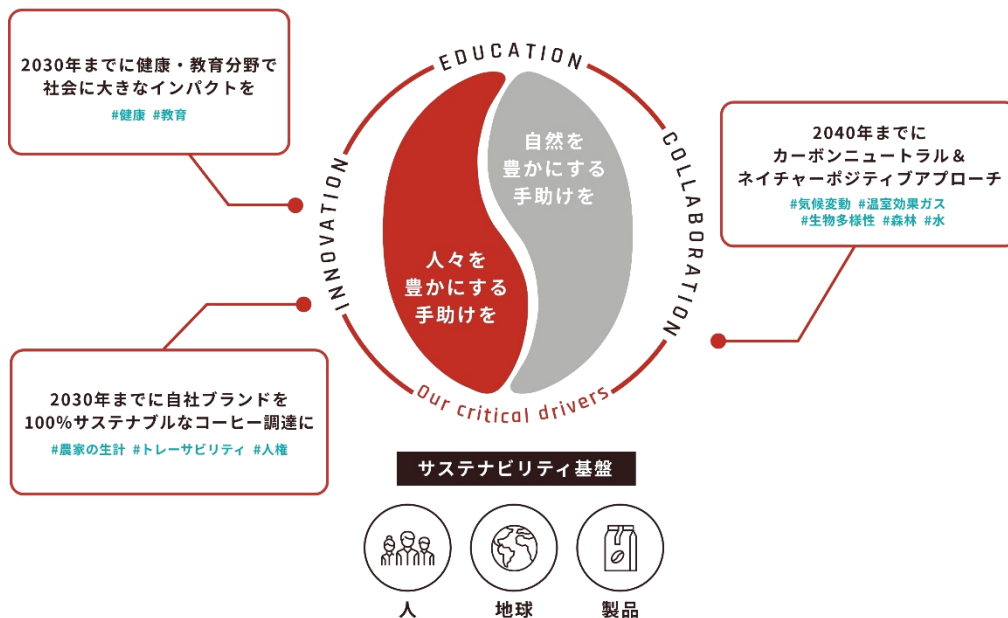 2030年までに健康・教育分野で
社会に大きなインパクトを
#健康 #教育
EDUCATION
INNOVATION
COLLABORATION
自然を
豊かにする
手助けを
人々を
豊かにする
手助けを
Our critical drivers
2040年までに
カーボンニュートラル＆
ネイチャーポジティブアプローチ
#気候変動 #温室効果ガス
#生物多様性 #森林 #水
2030年までに自社ブランドを
100%サステナブルなコーヒー調達に
#農家の生計 #トレーサビリティ #人権
サステナビリティ基盤
人
地球
製品